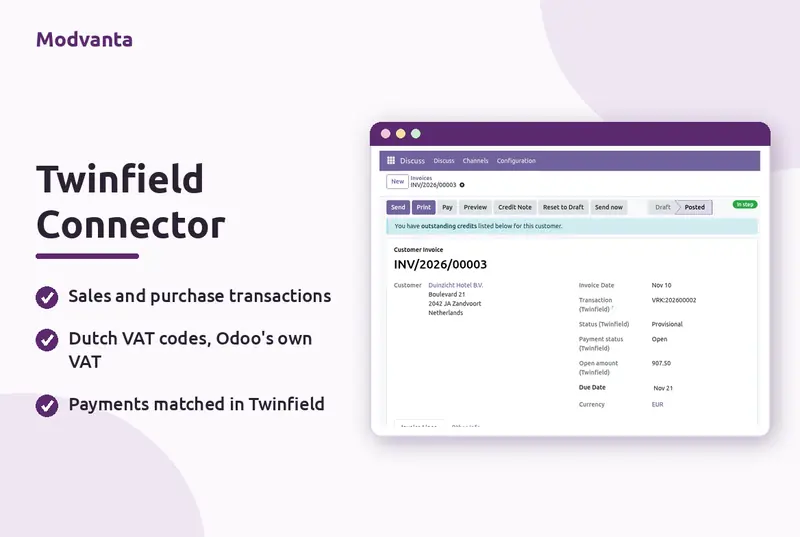 Modvanta
Twinfield
Connector
Sales and purchase transactions
Dutch VAT codes, Odoo's own
VAT
Payments matched in Twinfield
Discuss Discuss Channels Configuration
New Invoices
INV/2026/00003
Send Print Pay Preview Credit Note Reset to Draft Send now Draft Posted In step
You have outstanding credits listed below for this customer.
Customer Invoice
INV/2026/00003
Customer Duinzicht Hotel B.V.
Boulevard 21
2042 JA Zandvoort
Netherlands
Invoice Date Nov 10
Transaction (Twinfield) ? VRK:202600002
Status (Twinfield) Provisional
Payment status (Twinfield) Open
Open amount (Twinfield) 907.50
Due Date Nov 21
Currency EUR